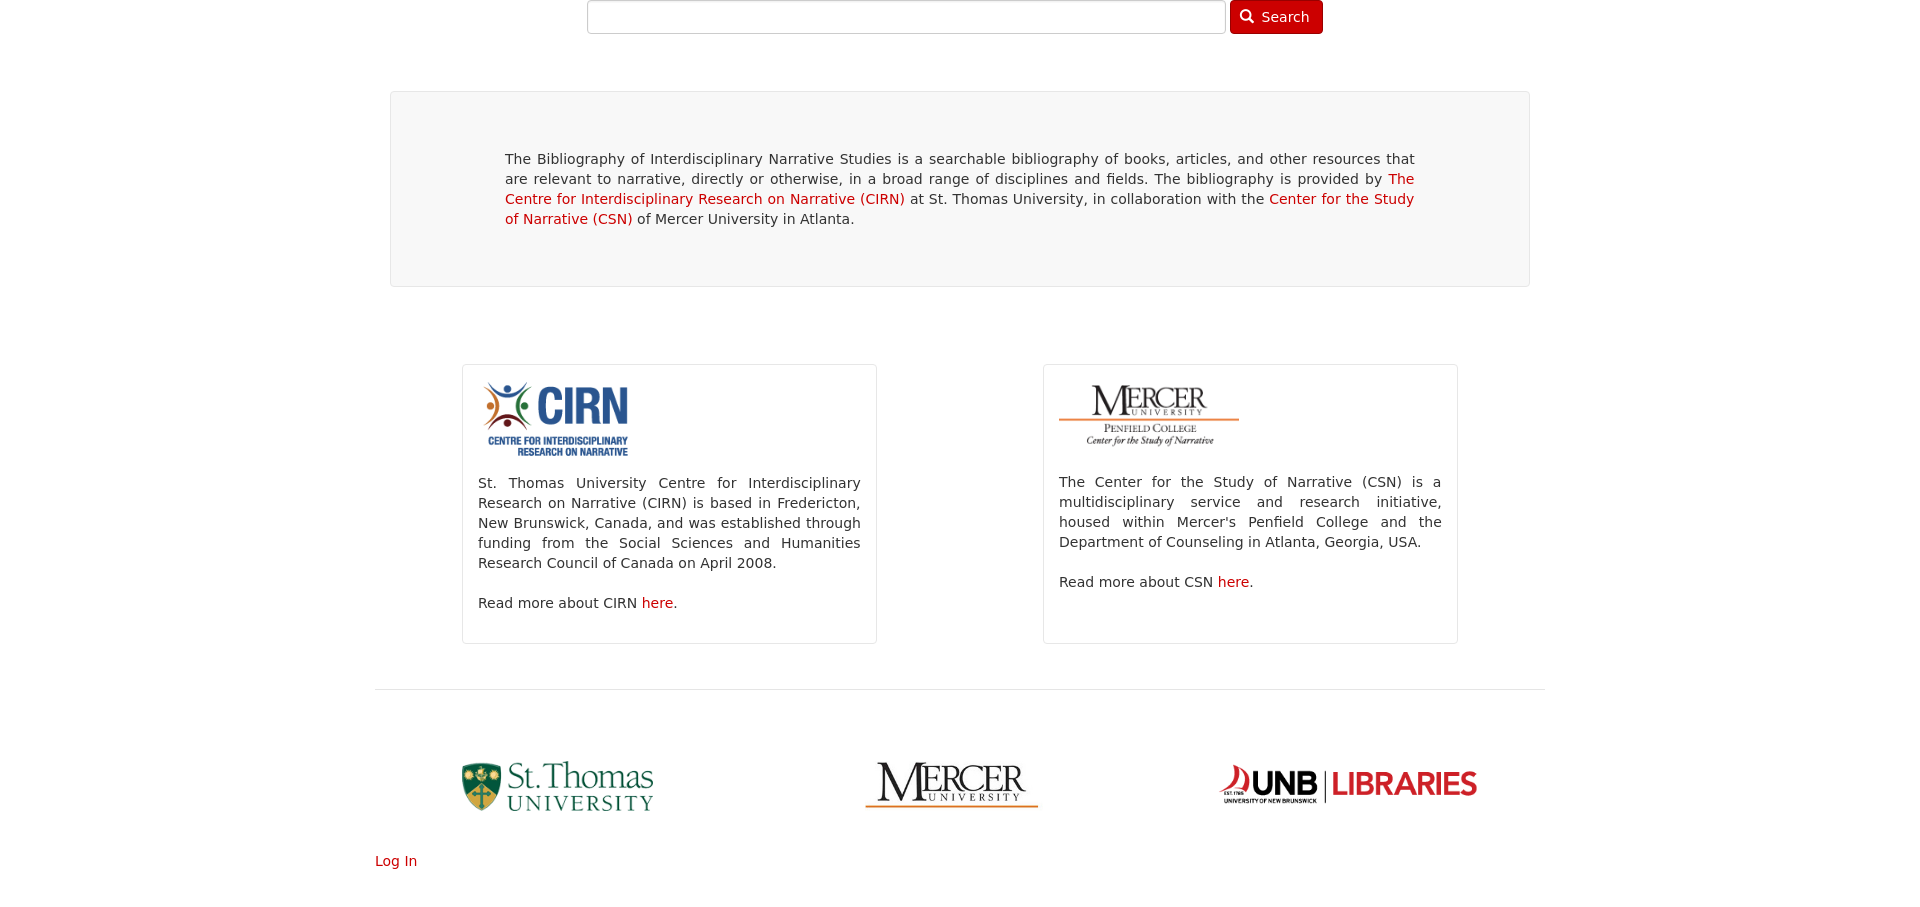 Search
The Bibliography of Interdisciplinary Narrative Studies is a searchable bibliography of books, articles, and other resources that
are relevant to narrative, directly or otherwise, in a broad range of disciplines and fields. The bibliography is provided by The
Centre for Interdisciplinary Research on Narrative (CIRN) at St. Thomas University, in collaboration with the Center for the Study
of Narrative (CSN) of Mercer University in Atlanta.
CIRN
CENTRE FOR INTERDISCIPLINARY
RESEARCH ON NARRATIVE
St. Thomas University Centre for Interdisciplinary
Research on Narrative (CIRN) is based in Fredericton,
New Brunswick, Canada, and was established through
funding from the Social Sciences and Humanities
Research Council of Canada on April 2008.
Read more about CIRN here.
MERCER
UNIVERSITY
PENFIELD COLLEGE
Center for the Study of Narrative
The Center for the Study of Narrative (CSN) is a
multidisciplinary service and research initiative,
housed within Mercer's Penfield College and the
Department of Counseling in Atlanta, Georgia, USA.
Read more about CSN here.
St. Thomas
UNIVERSITY
MERCER
UNIVERSITY
EST. 1785 UNB LIBRARIES
UNIVERSITY OF NEW BRUNSWICK
Log In